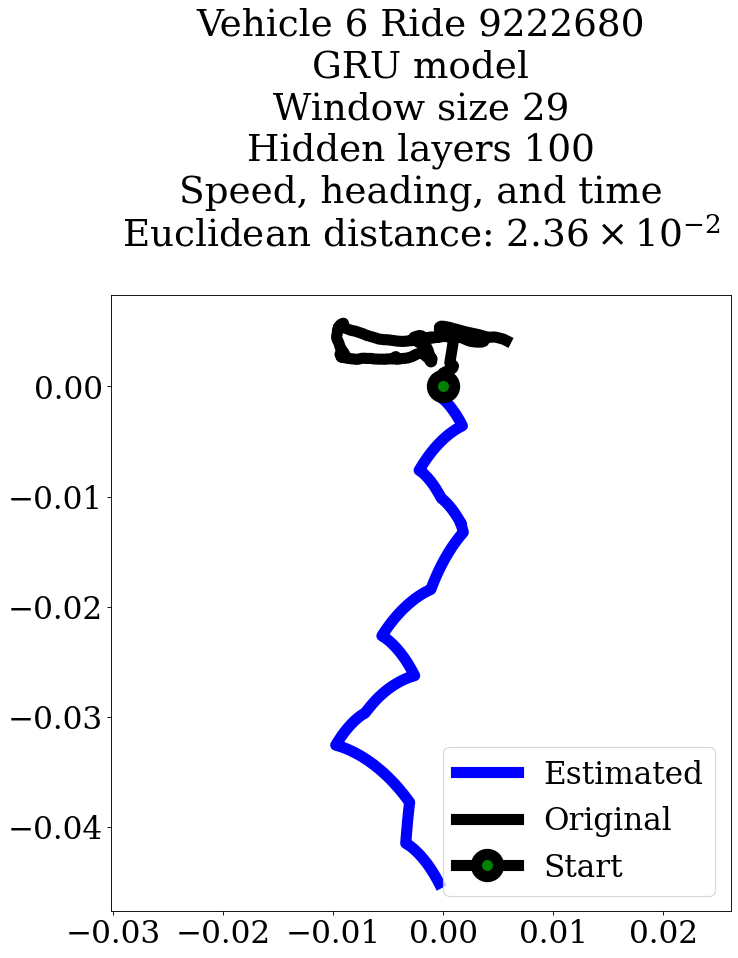 Vehicle 6 Ride 9222680
GRU model
Window size 29
Hidden layers 100
Speed, heading, and time
Euclidean distance: 2.36 × 10⁻²
0.00
−0.01
−0.02
−0.03
−0.04
Estimated
Original
Start
−0.03 −0.02 −0.01 0.00 0.01 0.02